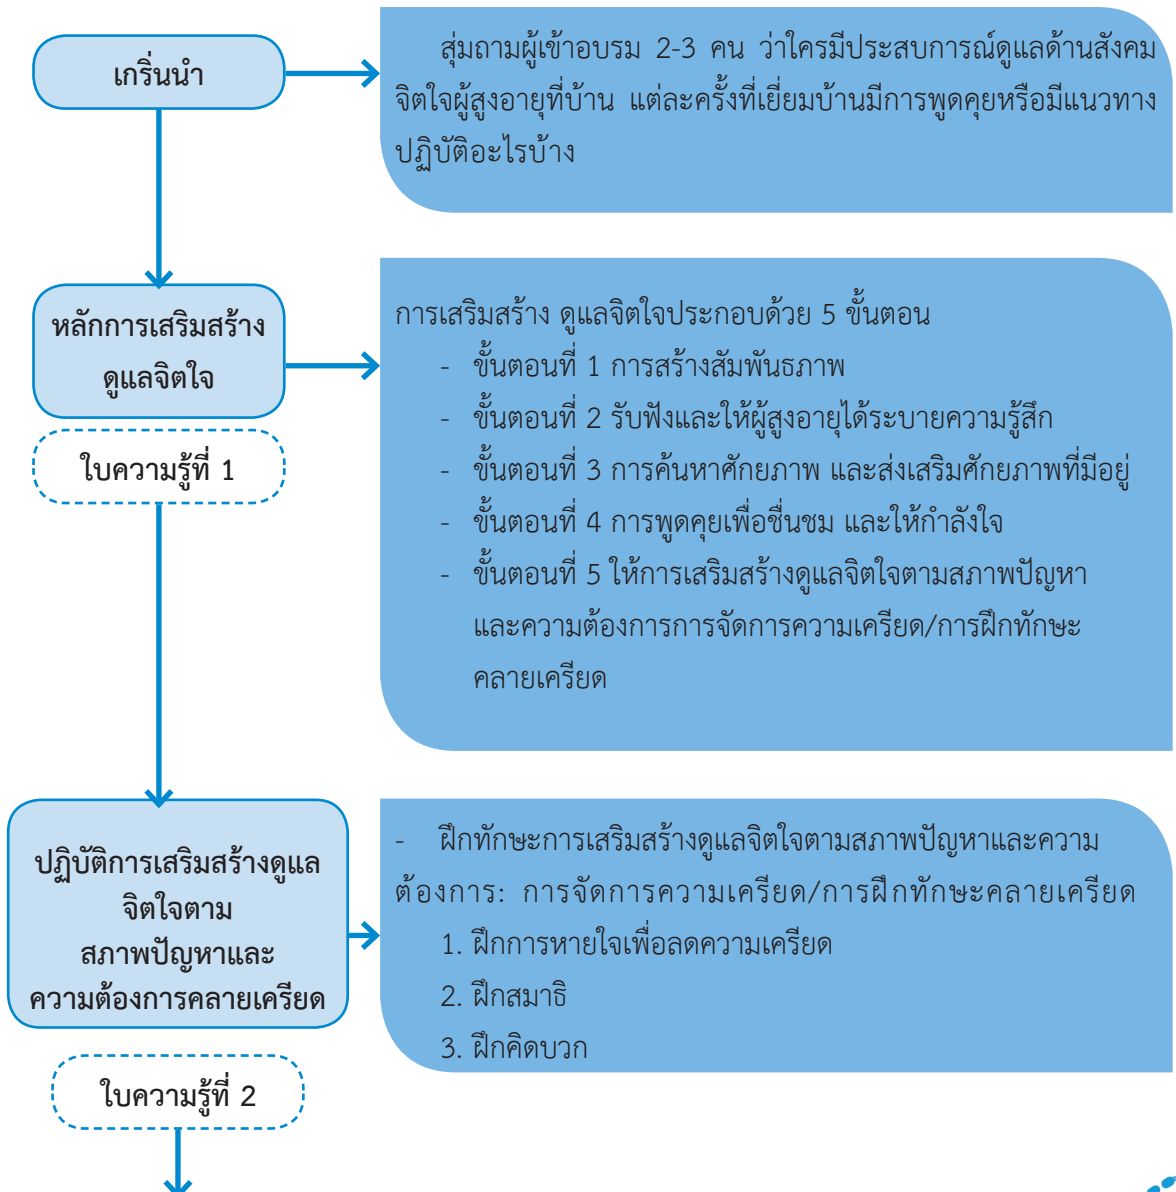 เกริ่นนำ
สุ่มถามผู้เข้าอบรม 2-3 คน ว่าใครมีประสบการณ์ดูแลด้านสังคม
จิตใจผู้สูงอายุที่บ้าน แต่ละครั้งที่เยี่ยมบ้านมีการพูดคุยหรือมีแนวทาง
ปฏิบัติอะไรบ้าง
หลักการเสริมสร้าง
ดูแลจิตใจ
ใบความรู้ที่ 1
การเสริมสร้าง ดูแลจิตใจประกอบด้วย 5 ขั้นตอน
- ขั้นตอนที่ 1 การสร้างสัมพันธภาพ
- ขั้นตอนที่ 2 รับฟังและให้ผู้สูงอายุได้ระบายความรู้สึก
- ขั้นตอนที่ 3 การค้นหาศักยภาพ และส่งเสริมศักยภาพที่มีอยู่
- ขั้นตอนที่ 4 การพูดคุยเพื่อชื่นชม และให้กำลังใจ
- ขั้นตอนที่ 5 ให้การเสริมสร้างดูแลจิตใจตามสภาพปัญหา
และความต้องการการจัดการความเครียด/การฝึกทักษะ
คลายเครียด
ปฏิบัติการเสริมสร้างดูแล
จิตใจตาม
สภาพปัญหาและ
ความต้องการคลายเครียด
ใบความรู้ที่ 2
- ฝึกทักษะการเสริมสร้างดูแลจิตใจตามสภาพปัญหาและความ
ต้องการ: การจัดการความเครียด/การฝึกทักษะคลายเครียด
1. ฝึกการหายใจเพื่อลดความเครียด
2. ฝึกสมาธิ
3. ฝึกคิดบวก